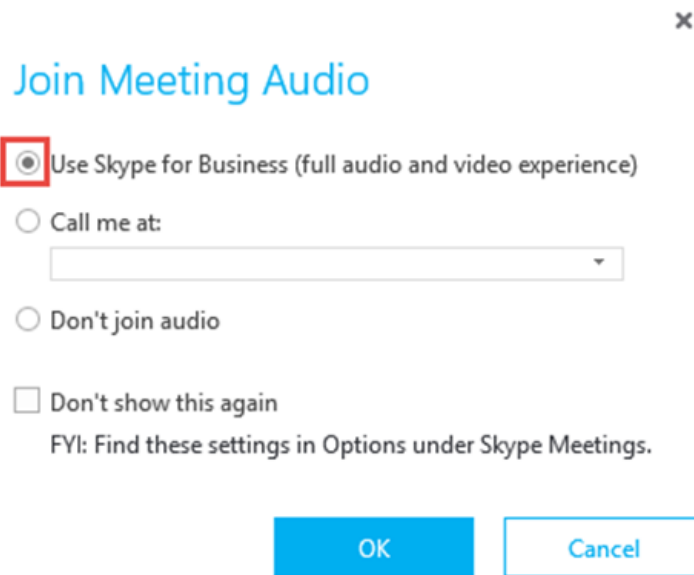 Join Meeting Audio
Use Skype for Business (full audio and video experience)
Call me at:
Don't join audio
Don't show this again
FYI: Find these settings in Options under Skype Meetings.
OK Cancel